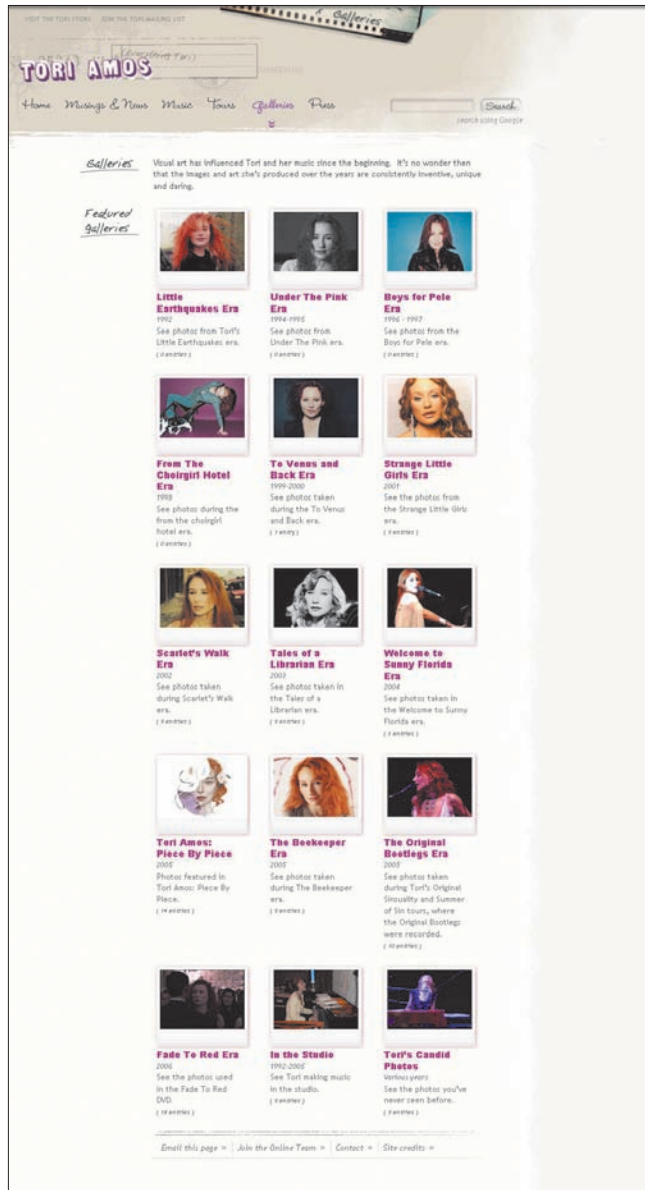 VISIT THE TORI STORE JOIN THE TORI MAILING LIST
Galleries
TORI AMOS
Home Musings & News Music Tours Galleries Press Search
search using Google
Galleries
Visual art has influenced Tori and her music since the beginning. It's no wonder then
that the images and art she's produced over the years are consistently inventive, unique
and daring.
Featured
galleries
Little
Earthquakes Era
1992
See photos from Tori's
Little Earthquakes era.
Under The Pink
Era
1994-1995
See photos from
Under The Pink era.
Boys for Pele
Era
1996 - 1997
See photos from the
Boys for Pele era.
From The
Choirgirl Hotel
Era
1998
See photos during the
from the choirgirl
hotel era.
To Venus and
Back Era
1999-2000
See photos taken
during the To Venus
and Back era.
Strange Little
Girls Era
2001
See the photos from
the Strange Little Girls
era.
Scarlet's Walk
Era
2002
See photos taken
during Scarlet's Walk
era.
Tales of a
Librarian Era
2003
See photos taken in
the Tales of a
Librarian era.
Welcome to
Sunny Florida
Era
2004
See photos taken in
the Welcome to Sunny
Florida era.
Tori Amos:
Piece By Piece
2005
Photos featured in
Tori Amos: Piece By
Piece.
The Beekeeper
Era
2005
See photos taken
during The Beekeeper
era.
The Original
Bootlegs Era
2005
See photos taken
during Tori's Original
Sinsuality and Summer
of Sin tours, where
the Original Bootlegs
were recorded.
Fade To Red Era
2006
See the photos used
in the Fade To Red
DVD.
In the Studio
1992-2005
See Tori making music
in the studio.
Tori's Candid
Photos
Various years
See the photos you've
never seen before.
Email this page » Join the Online Team » Contact » Site credits »